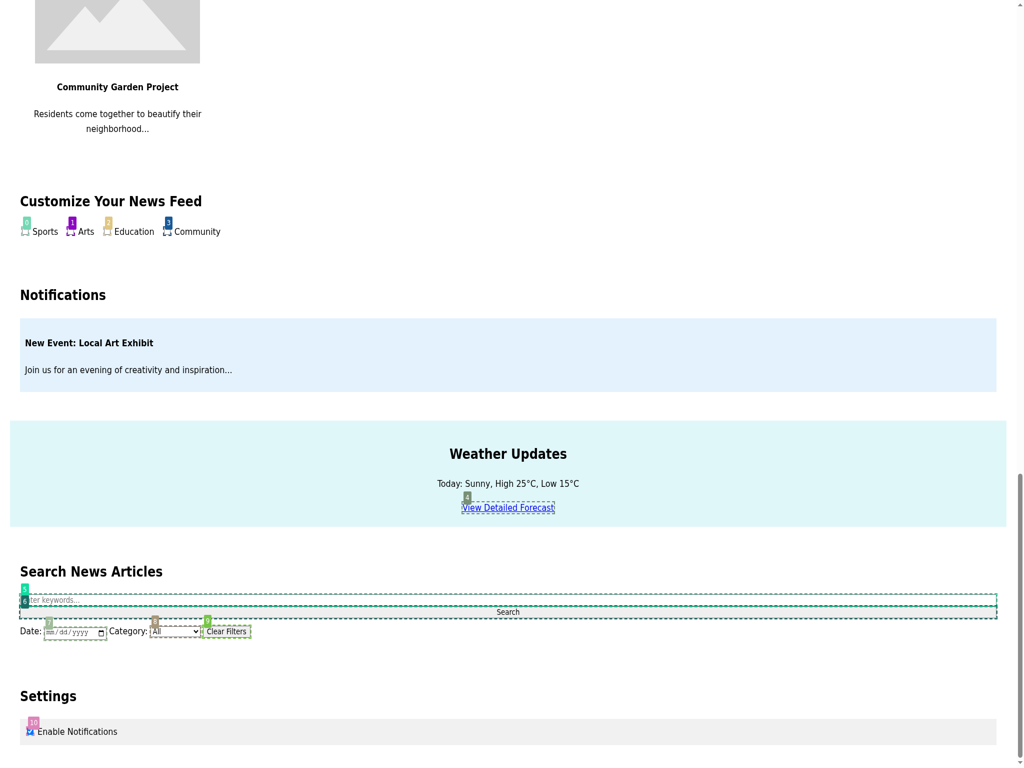 Community Garden Project
Residents come together to beautify their
neighborhood...
Customize Your News Feed
0 1 2 3
Sports Arts Education Community
Notifications
New Event: Local Art Exhibit
Join us for an evening of creativity and inspiration...
Weather Updates
Today: Sunny, High 25°C, Low 15°C
4
View Detailed Forecast
Search News Articles
5
keywords...
6
Search
7 8 9
Date: mm/dd/yyyy Category: All Clear Filters
Settings
10
Enable Notifications